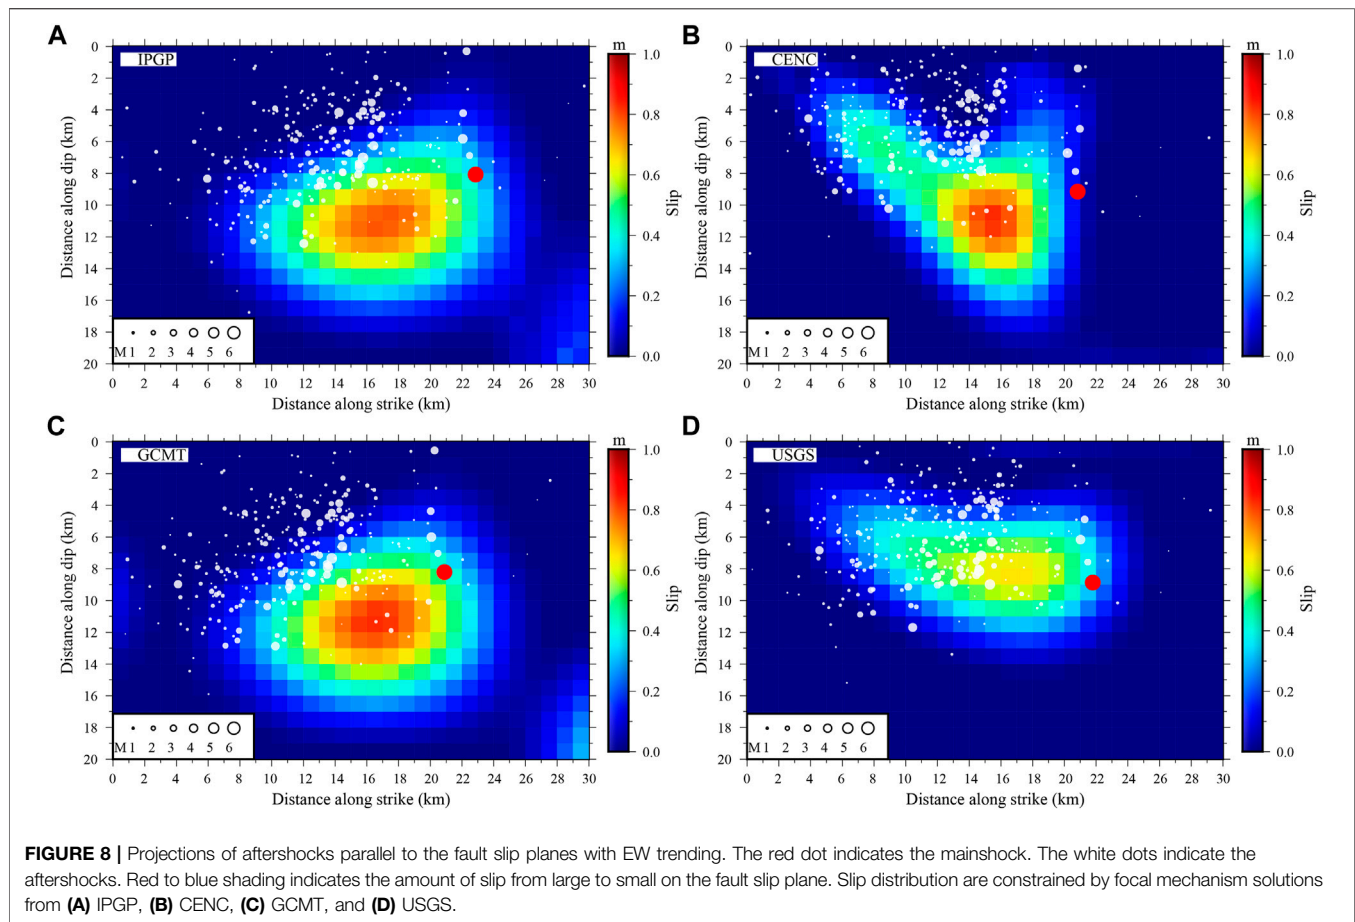 A
IPGP
m
0 2 4 6 8 10 12 14 16 18 20
Distance along dip (km)
M 1 2 3 4 5 6
0 2 4 6 8 10 12 14 16 18 20 22 24 26 28 30
Distance along strike (km)
1.0 0.8 0.6 0.4 0.2 0.0
Slip
B
CENC
m
0 2 4 6 8 10 12 14 16 18 20
Distance along dip (km)
M 1 2 3 4 5 6
0 2 4 6 8 10 12 14 16 18 20 22 24 26 28 30
Distance along strike (km)
1.0 0.8 0.6 0.4 0.2 0.0
Slip
C
GCMT
m
0 2 4 6 8 10 12 14 16 18 20
Distance along dip (km)
M 1 2 3 4 5 6
0 2 4 6 8 10 12 14 16 18 20 22 24 26 28 30
Distance along strike (km)
1.0 0.8 0.6 0.4 0.2 0.0
Slip
D
USGS
m
0 2 4 6 8 10 12 14 16 18 20
Distance along dip (km)
M 1 2 3 4 5 6
0 2 4 6 8 10 12 14 16 18 20 22 24 26 28 30
Distance along strike (km)
1.0 0.8 0.6 0.4 0.2 0.0
Slip
FIGURE 8 | Projections of aftershocks parallel to the fault slip planes with EW trending. The red dot indicates the mainshock. The white dots indicate the
aftershocks. Red to blue shading indicates the amount of slip from large to small on the fault slip plane. Slip distribution are constrained by focal mechanism solutions
from (A) IPGP, (B) CENC, (C) GCMT, and (D) USGS.